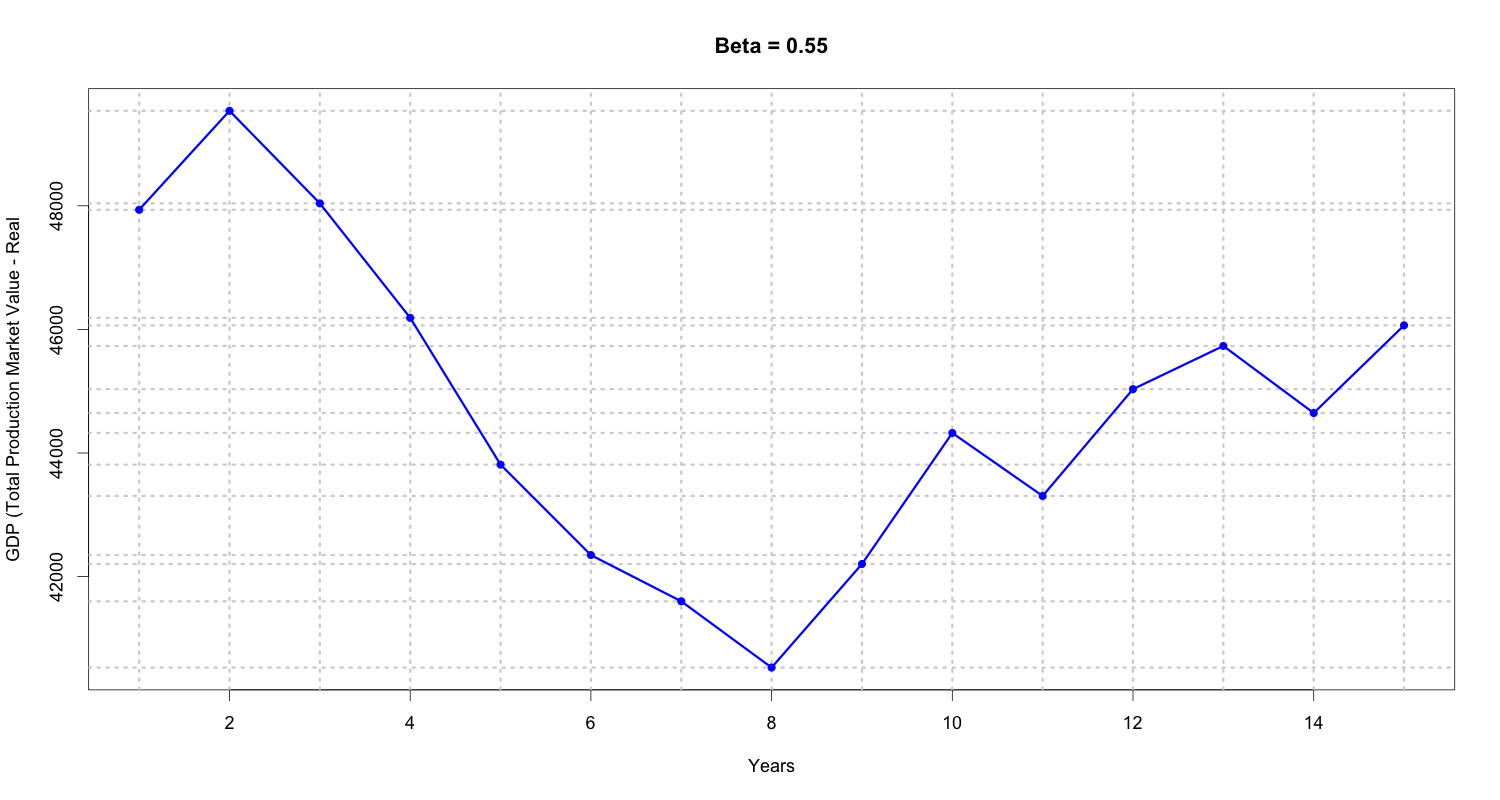 Beta = 0.55
GDP (Total Production Market Value - Real
48000
46000
44000
42000
2 4 6 8 10 12 14
Years